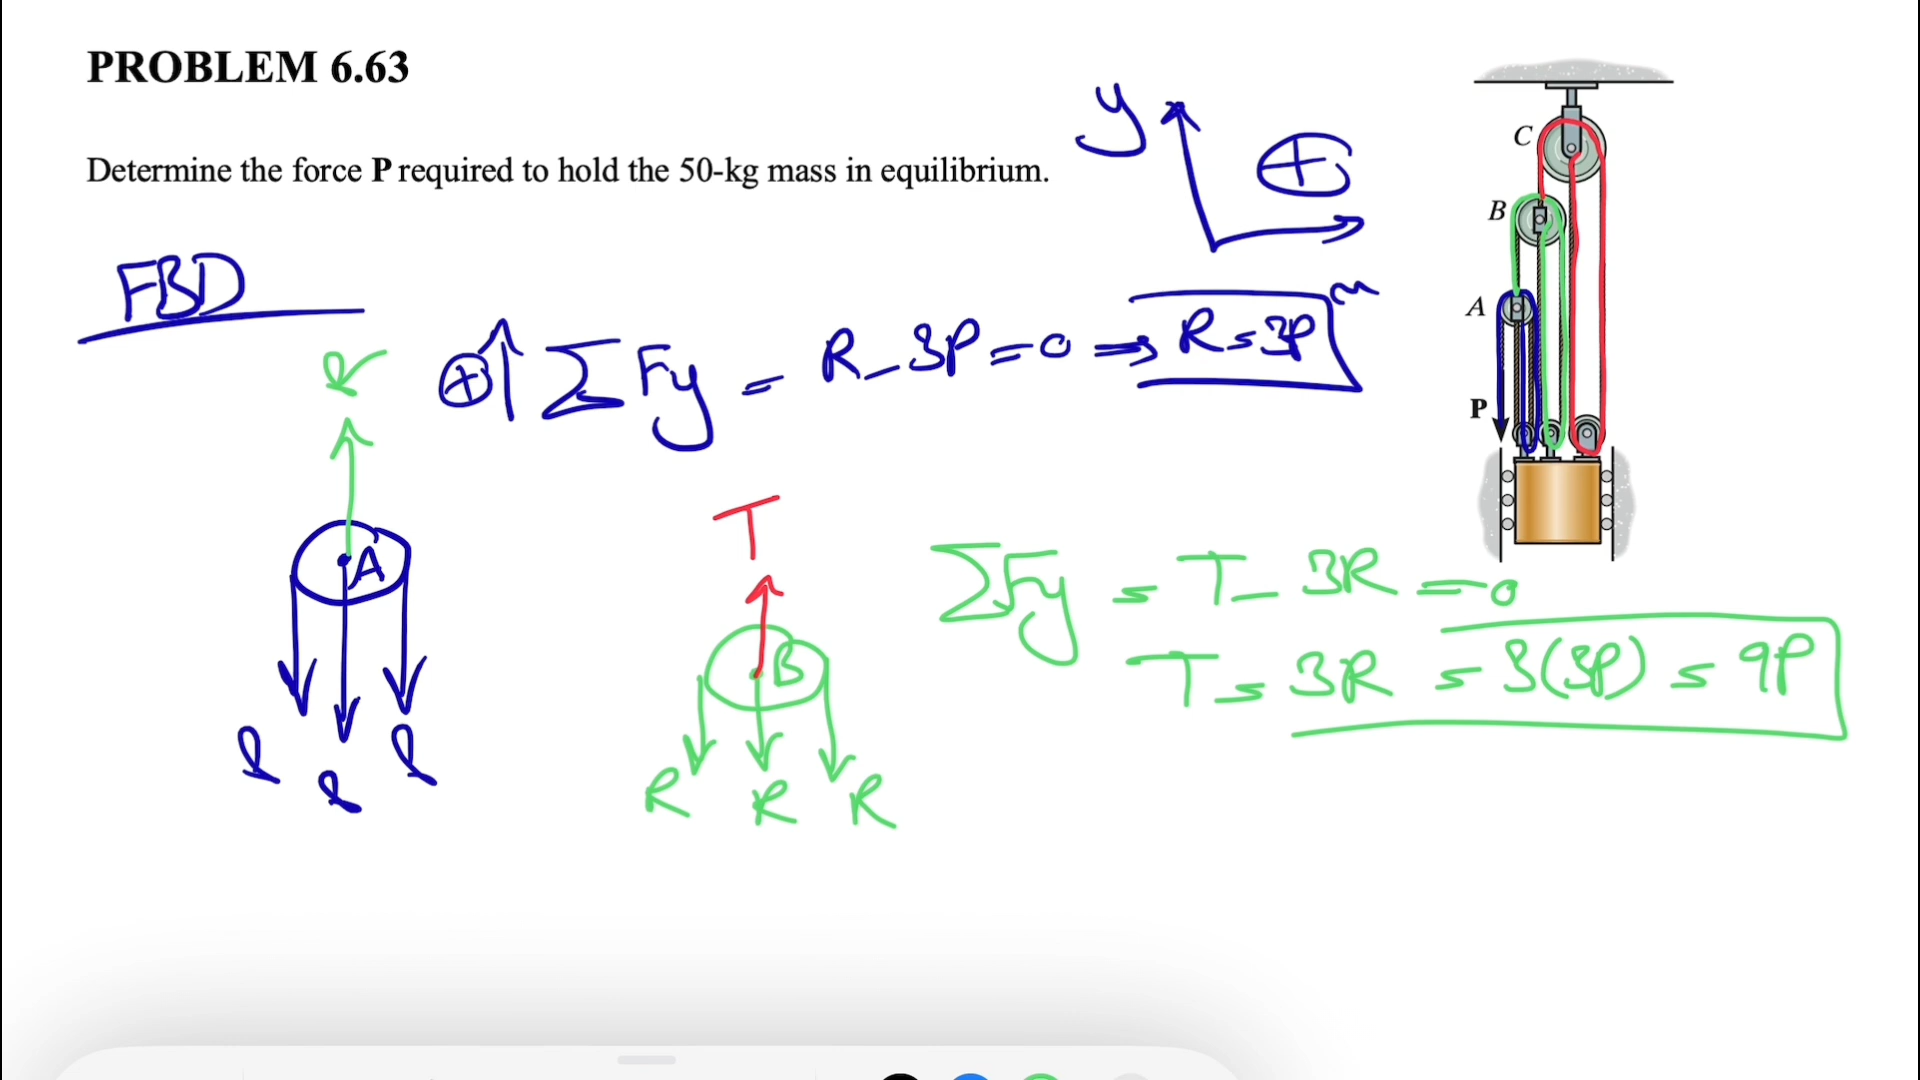 PROBLEM 6.63
Determine the force P required to hold the 50-kg mass in equilibrium.
y
+
C
B
A
P
FBD
R
+ ΣFy = R - 3P = 0 ⇒ R = 3P
A
P P P
T
B
R R R
ΣFy = T - 3R = 0
T = 3R = 3(3P) = 9P